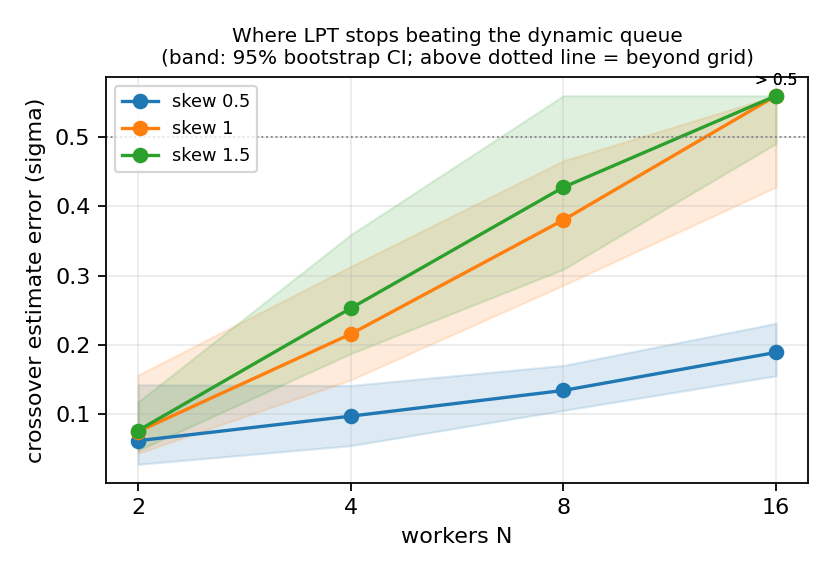 Where LPT stops beating the dynamic queue
(band: 95% bootstrap CI; above dotted line = beyond grid)
> 0.5
skew 0.5
skew 1
skew 1.5
crossover estimate error (sigma)
0.5
0.4
0.3
0.2
0.1
2
4
8
16
workers N